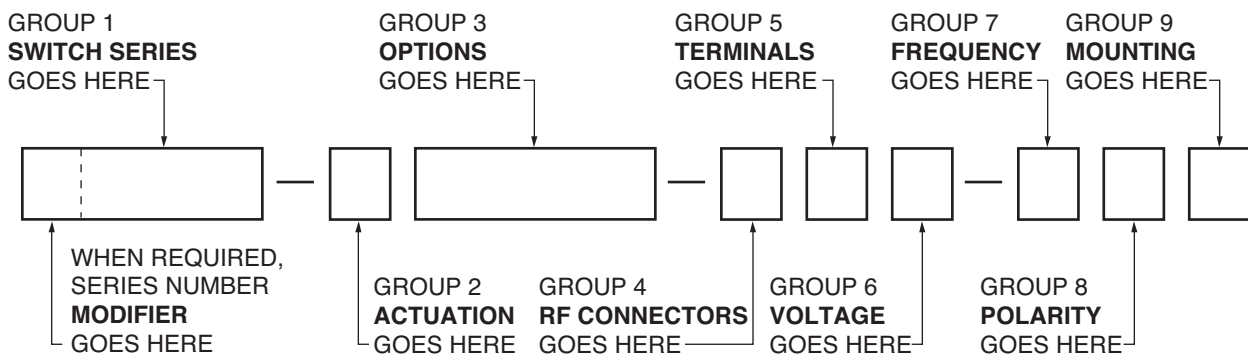 GROUP 1
SWITCH SERIES
GOES HERE
GROUP 3
OPTIONS
GOES HERE
GROUP 5
TERMINALS
GOES HERE
GROUP 7
FREQUENCY
GOES HERE
GROUP 9
MOUNTING
GOES HERE
WHEN REQUIRED,
SERIES NUMBER
MODIFIER
GOES HERE
GROUP 2
ACTUATION
GOES HERE
GROUP 4
RF CONNECTORS
GOES HERE
GROUP 6
VOLTAGE
GOES HERE
GROUP 8
POLARITY
GOES HERE